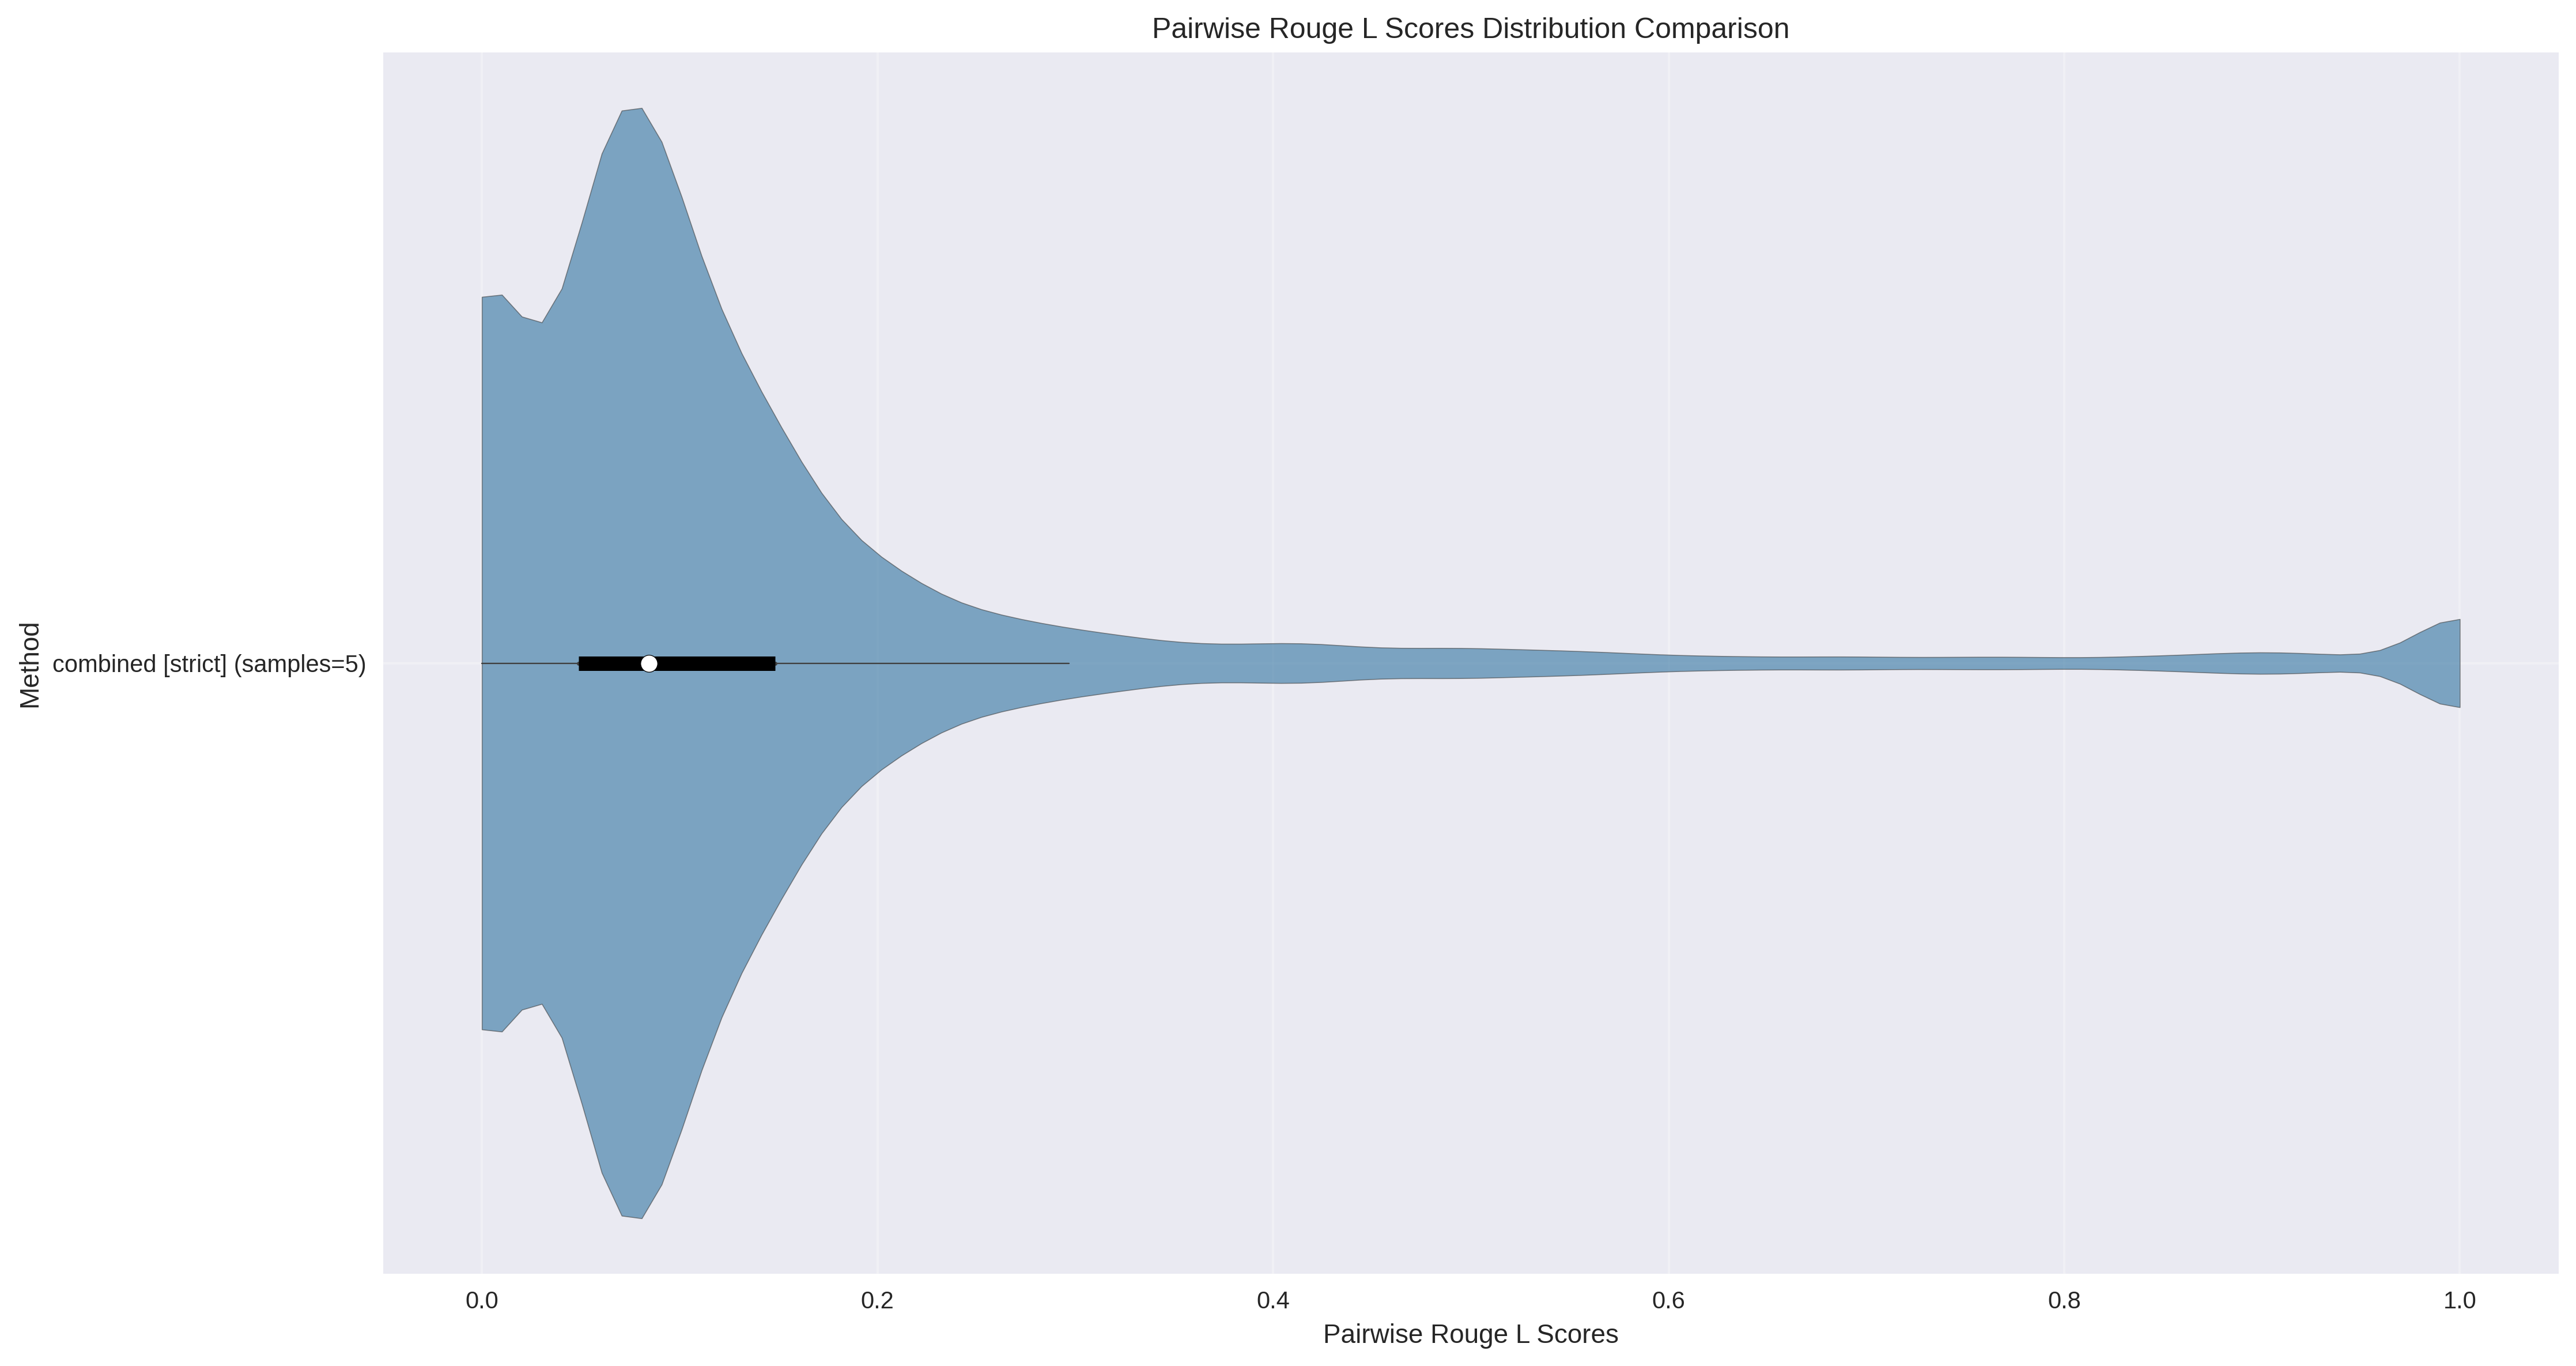 Pairwise Rouge L Scores Distribution Comparison
Method
combined [strict] (samples=5)
0.0 0.2 0.4 0.6 0.8 1.0
Pairwise Rouge L Scores